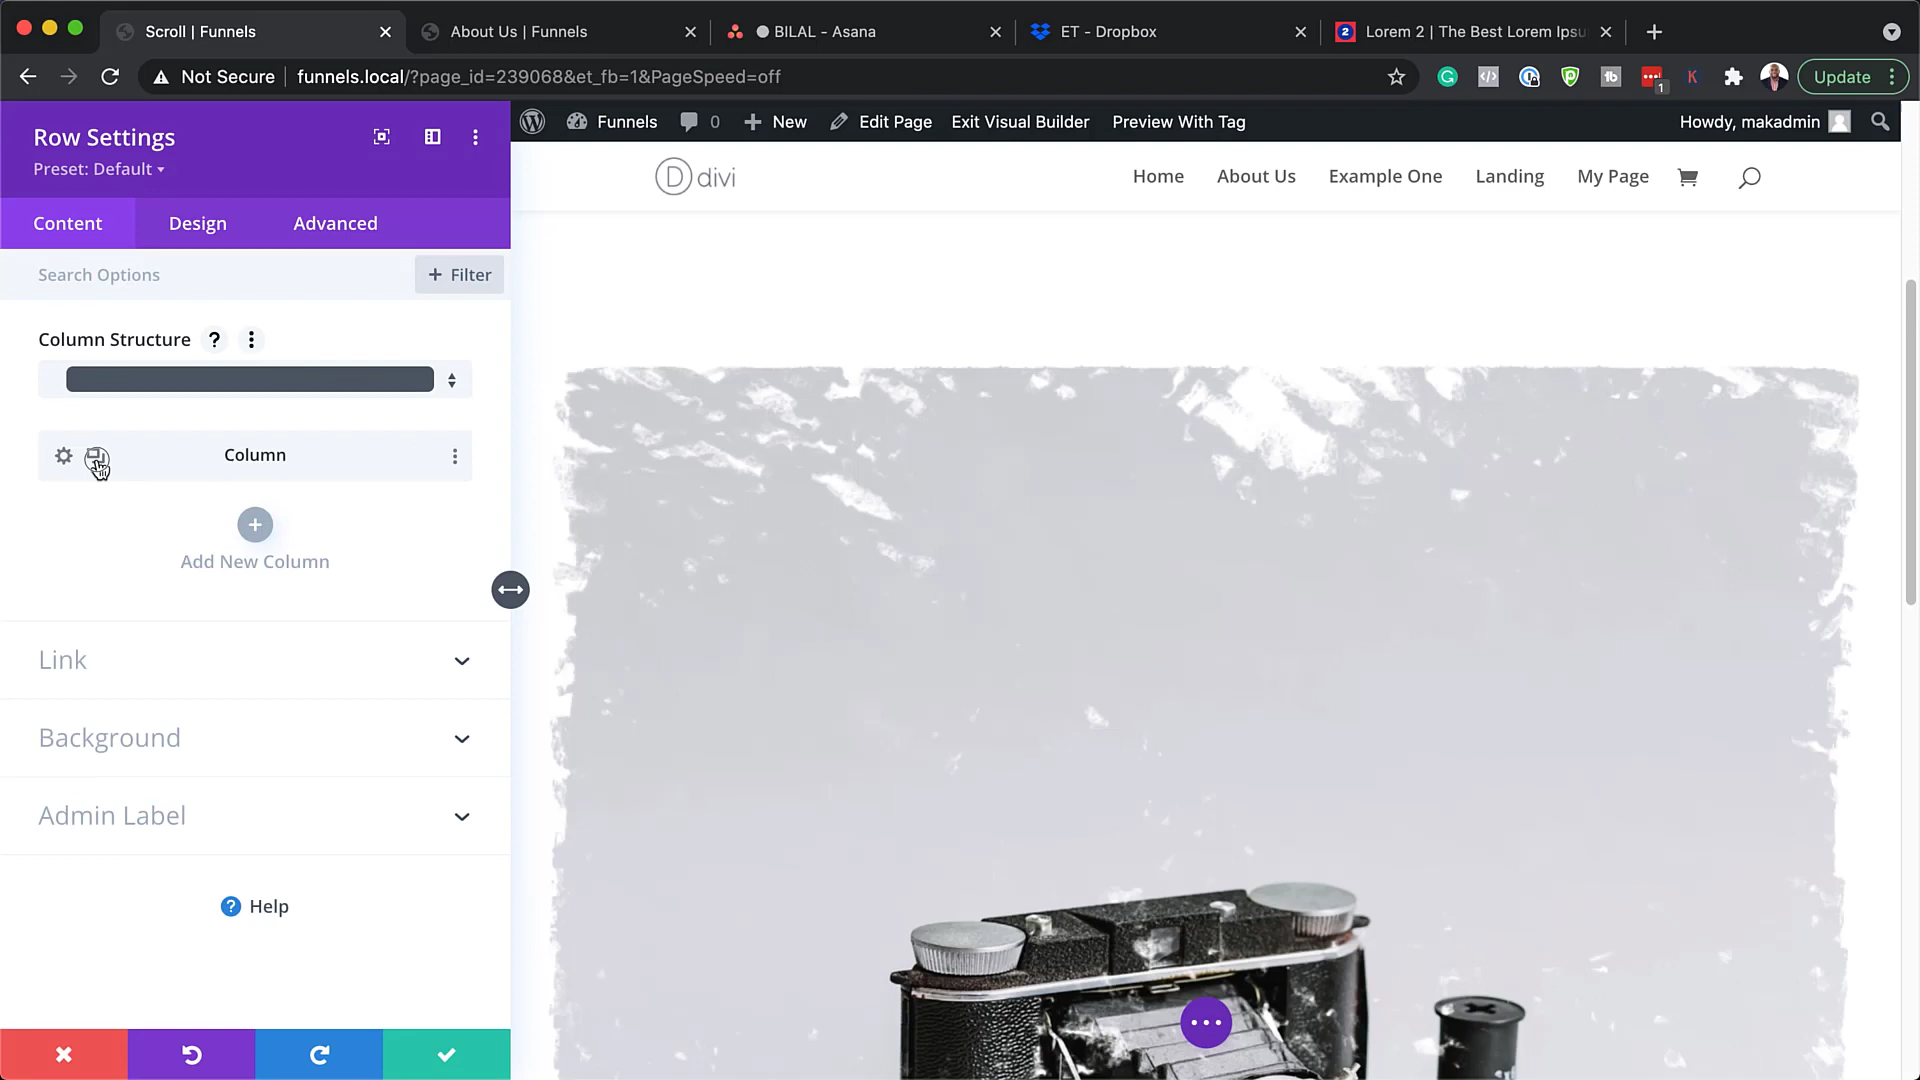 Scroll | Funnels
About Us | Funnels
BILAL - Asana
ET - Dropbox
2
Lorem 2 | The Best Lorem Ipsu
Not Secure
funnels.local/?page_id=239068&et_fb=1&PageSpeed=off
fb
1
K
Update
Row Settings
Preset: Default
Funnels
0
New
Edit Page
Exit Visual Builder
Preview With Tag
Howdy, makadmin
D divi
Home
About Us
Example One
Landing
My Page
Content
Design
Advanced
Search Options
+ Filter
Column Structure
?
Column
Add New Column
Link
Background
Admin Label
? Help